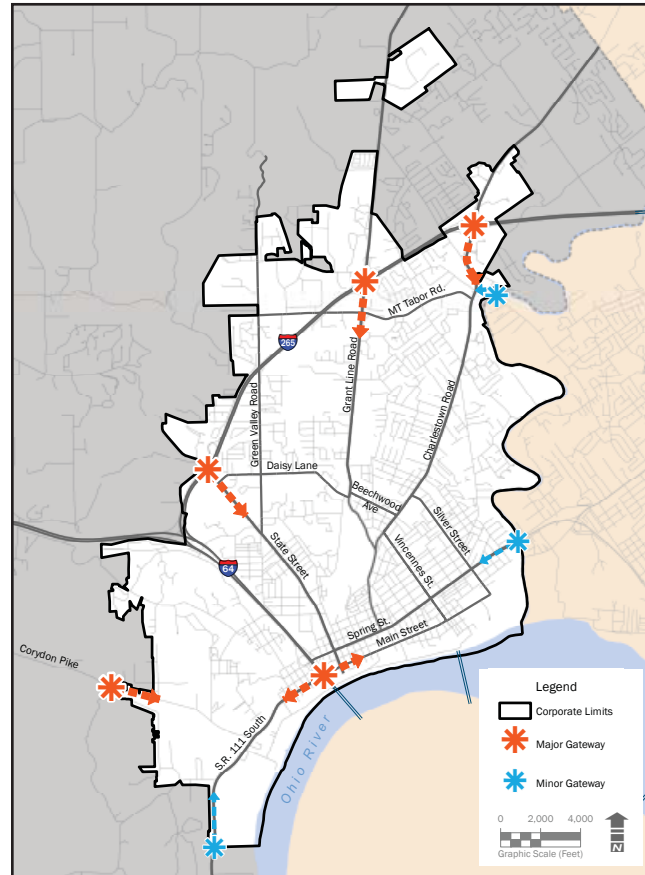 MT Tabor Rd.
265
Green Valley Road
Grant Line Road
Charlestown Road
Daisy Lane
Beechwood
Ave
Silver Street
State Street
Vincennes St.
64
Spring St.
Main Street
Corydon Pike
S.R. 111 South
Ohio River
Legend
Corporate Limits
Major Gateway
Minor Gateway
0 2,000 4,000
Graphic Scale (Feet)
N